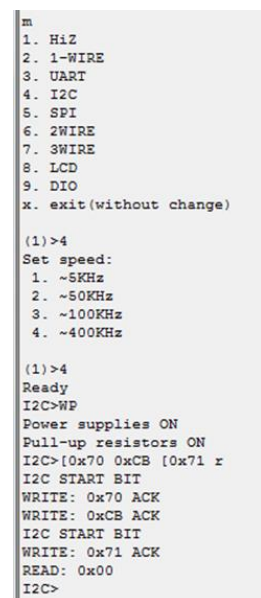 m
1. HiZ
2. 1-WIRE
3. UART
4. I2C
5. SPI
6. 2WIRE
7. 3WIRE
8. LCD
9. DIO
x. exit(without change)
(1)>4
Set speed:
1. ~5KHz
2. ~50KHz
3. ~100KHz
4. ~400KHz
(1)>4
Ready
I2C>WP
Power supplies ON
Pull-up resistors ON
I2C>[0x70 0xCB [0x71 r
I2C START BIT
WRITE: 0x70 ACK
WRITE: 0xCB ACK
I2C START BIT
WRITE: 0x71 ACK
READ: 0x00
I2C>